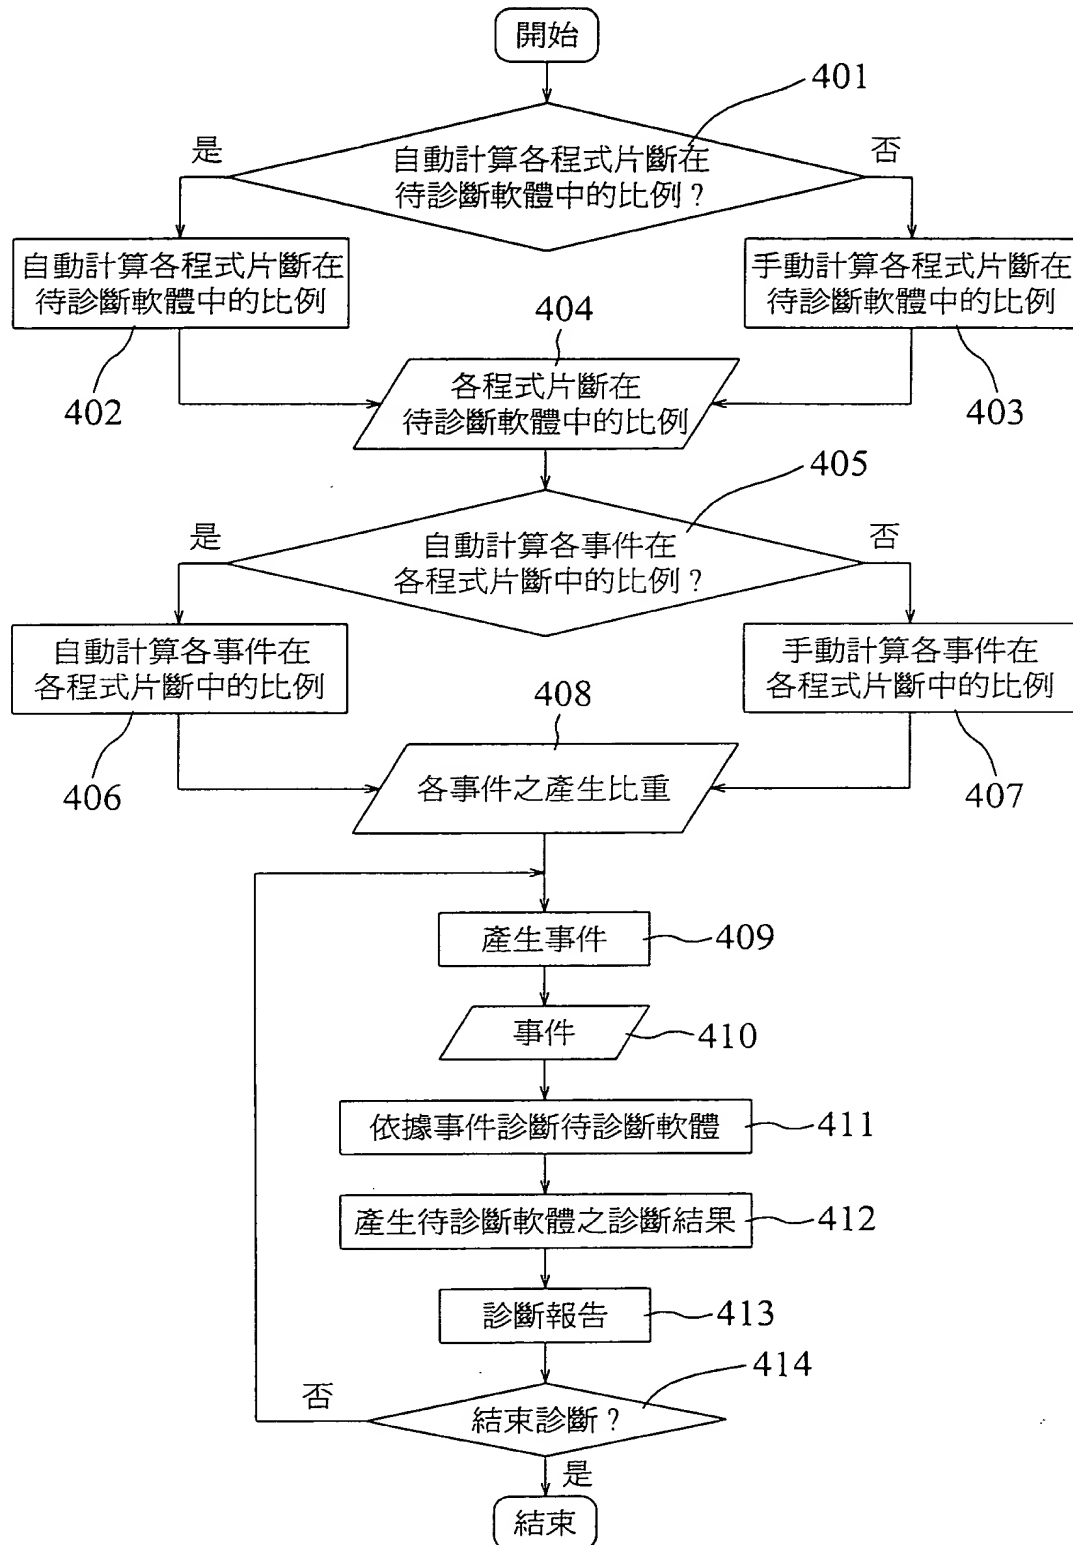 開始
401
是
否
自動計算各程式片斷在
待診斷軟體中的比例?
自動計算各程式片斷在
待診斷軟體中的比例
手動計算各程式片斷在
待診斷軟體中的比例
402
404
403
各程式片斷在
待診斷軟體中的比例
405
是
否
自動計算各事件在
各程式片斷中的比例?
自動計算各事件在
各程式片斷中的比例
手動計算各事件在
各程式片斷中的比例
406
408
407
各事件之產生比重
產生事件
409
事件
410
依據事件診斷待診斷軟體
411
產生待診斷軟體之診斷結果
412
診斷報告
413
414
否
結束診斷?
是
結束